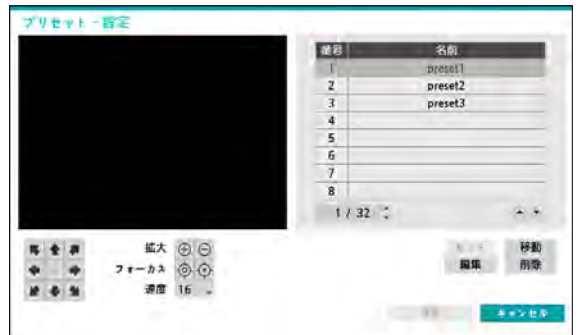 プリセット - 設定
番号 名前
1 preset1
2 preset2
3 preset3
4
5
6
7
8
1 / 32
拡大
フォーカス
速度 16
移動
編集 削除
キャンセル